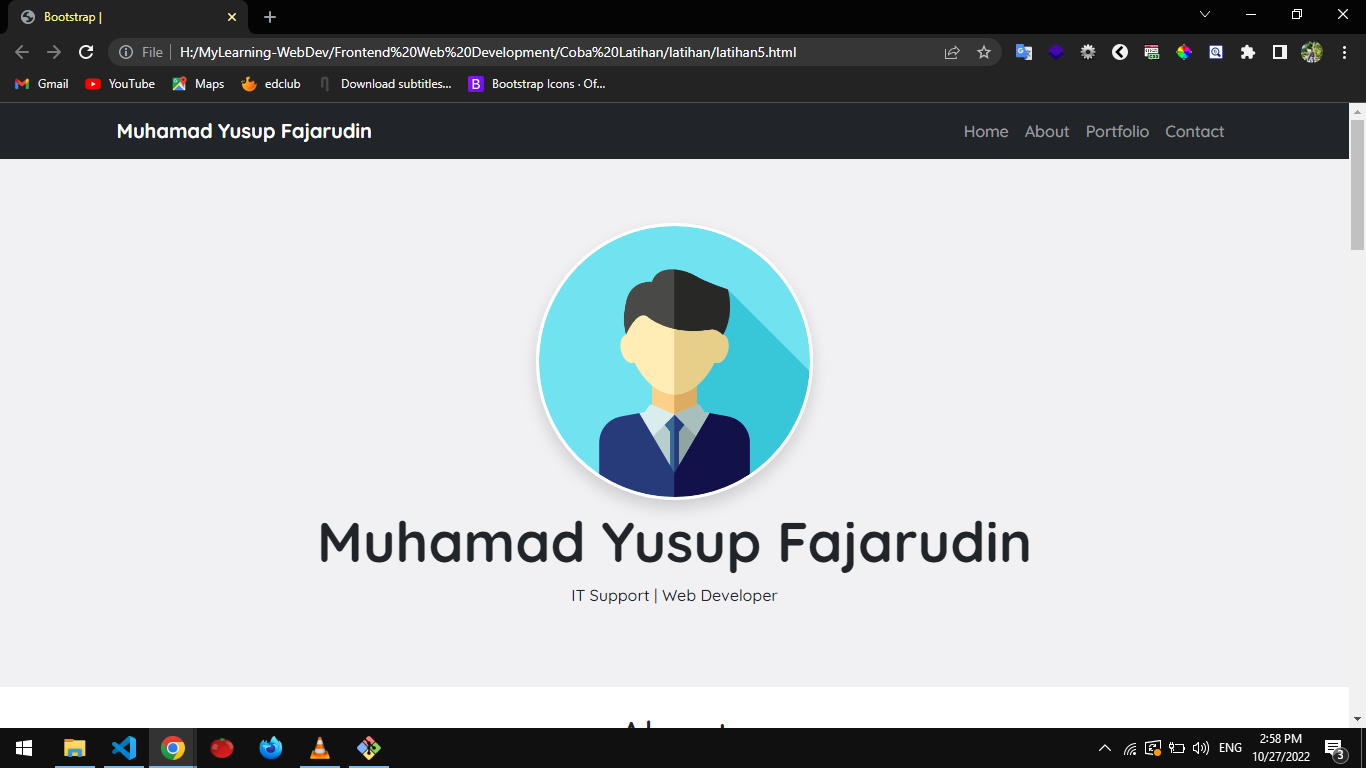 Bootstrap |
File
H:/MyLearning-WebDev/Frontend%20Web%20Development/Coba%20Latihan/latihan/latihan5.html
Gmail
YouTube
Maps
edclub
Download subtitles...
B
Bootstrap Icons · Of...
Muhamad Yusup Fajarudin
Home
About
Portfolio
Contact
Muhamad Yusup Fajarudin
IT Support | Web Developer
ENG
2:58 PM
10/27/2022
3